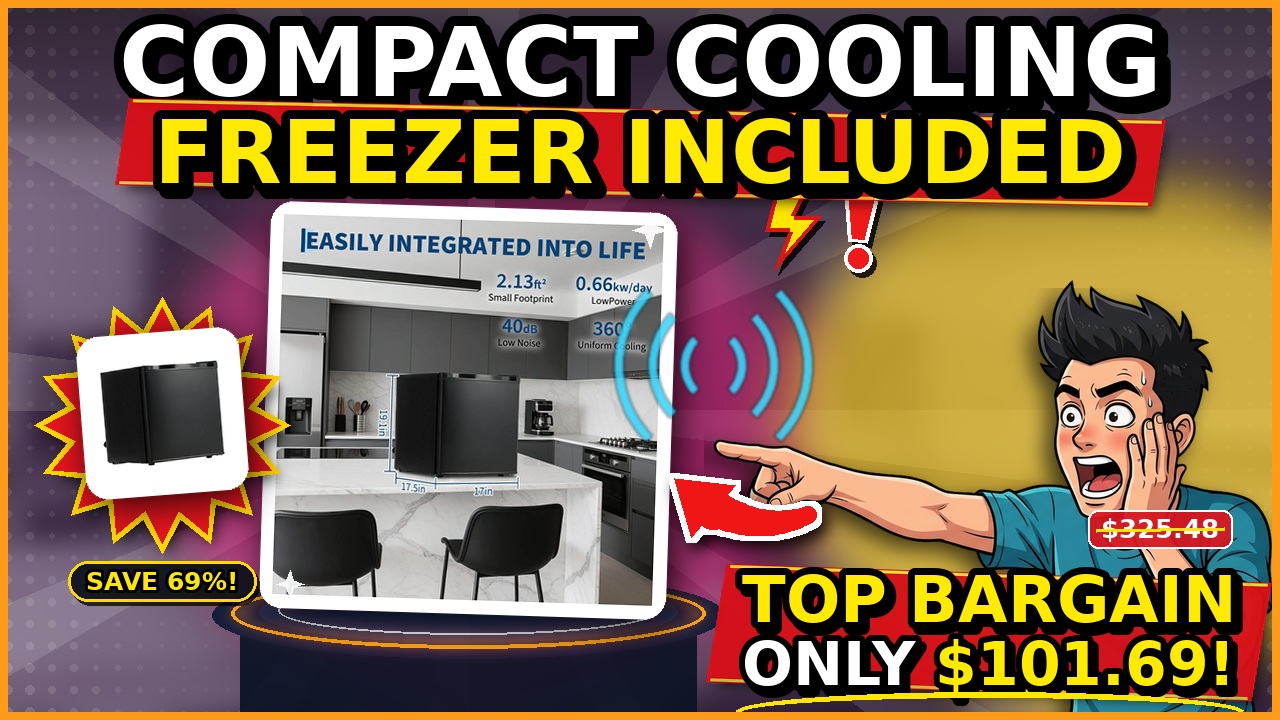 COMPACT COOLING
FREEZER INCLUDED
EASILY INTEGRATED INTO LIFE
2.13ft² 0.66kw/day
Small Footprint LowPower
40dB 360
Low Noise Uniform Cooling
19.1in
17.5in 17in
SAVE 69%!
$325.48
TOP BARGAIN
ONLY $101.69!